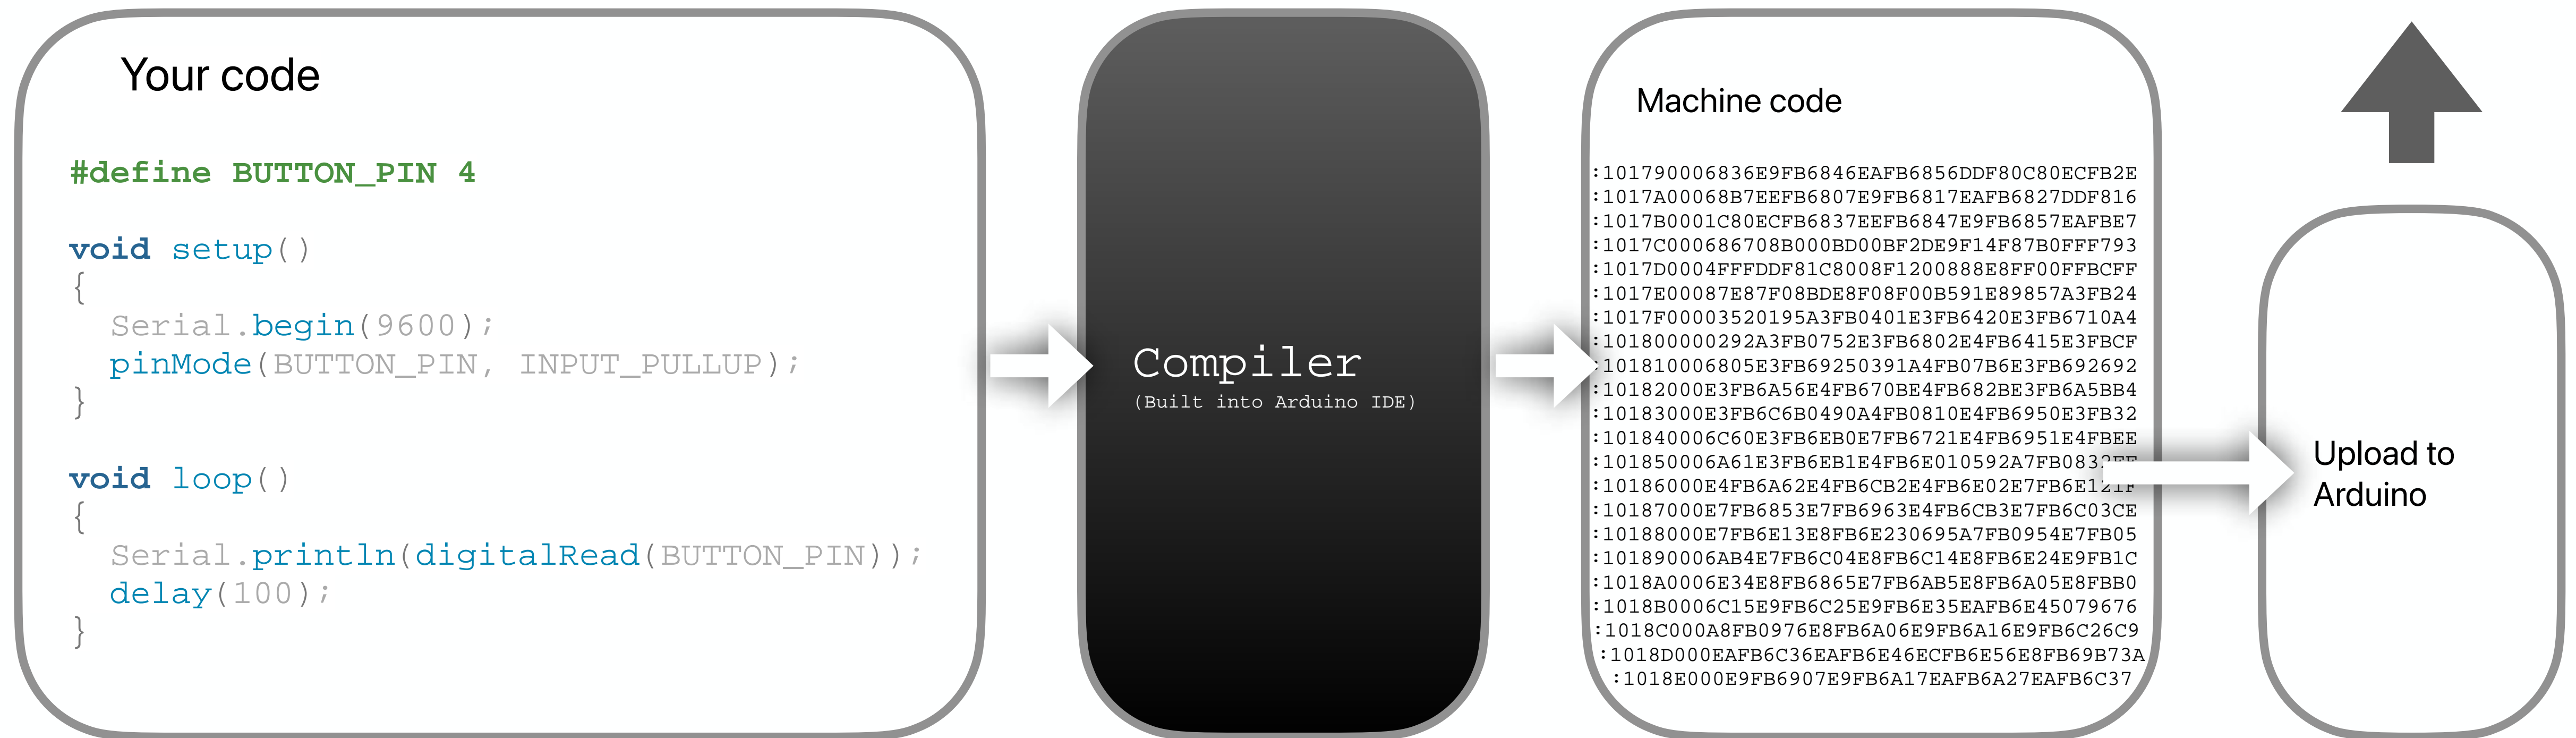 Your code
#define BUTTON_PIN 4
void setup()
{
  Serial.begin(9600);
  pinMode(BUTTON_PIN, INPUT_PULLUP);
}
void loop()
{
  Serial.println(digitalRead(BUTTON_PIN));
  delay(100);
}
Compiler
(Built into Arduino IDE)
Machine code
:101790006836E9FB6846EAFB6856DDF80C80ECFB2E
:1017A00068B7EEFB6807E9FB6817EAFB6827DDF816
:1017B0001C80ECFB6837EEFB6847E9FB6857EAFBE7
:1017C000686708B000BD00BF2DE9F14F87B0FFF793
:1017D0004FFFDDF81C8008F1200888E8FF00FFBCFF
:1017E00087E87F08BDE8F08F00B591E89857A3FB24
:1017F00003520195A3FB0401E3FB6420E3FB6710A4
:101800000292A3FB0752E3FB6802E4FB6415E3FBCF
:101810006805E3FB69250391A4FB07B6E3FB692692
:10182000E3FB6A56E4FB670BE4FB682BE3FB6A5BB4
:10183000E3FB6C6B0490A4FB0810E4FB6950E3FB32
:101840006C60E3FB6EB0E7FB6721E4FB6951E4FBEE
:101850006A61E3FB6EB1E4FB6E010592A7FB0832
:10186000E4FB6A62E4FB6CB2E4FB6E02E7FB6E121F
:10187000E7FB6853E7FB6963E4FB6CB3E7FB6C03CE
:10188000E7FB6E13E8FB6E230695A7FB0954E7FB05
:101890006AB4E7FB6C04E8FB6C14E8FB6E24E9FB1C
:1018A0006E34E8FB6865E7FB6AB5E8FB6A05E8FBB0
:1018B0006C15E9FB6C25E9FB6E35EAFB6E45079676
:1018C000A8FB0976E8FB6A06E9FB6A16E9FB6C26C9
:1018D000EAFB6C36EAFB6E46ECFB6E56E8FB69B73A
:1018E000E9FB6907E9FB6A17EAFB6A27EAFB6C37
Upload to
Arduino